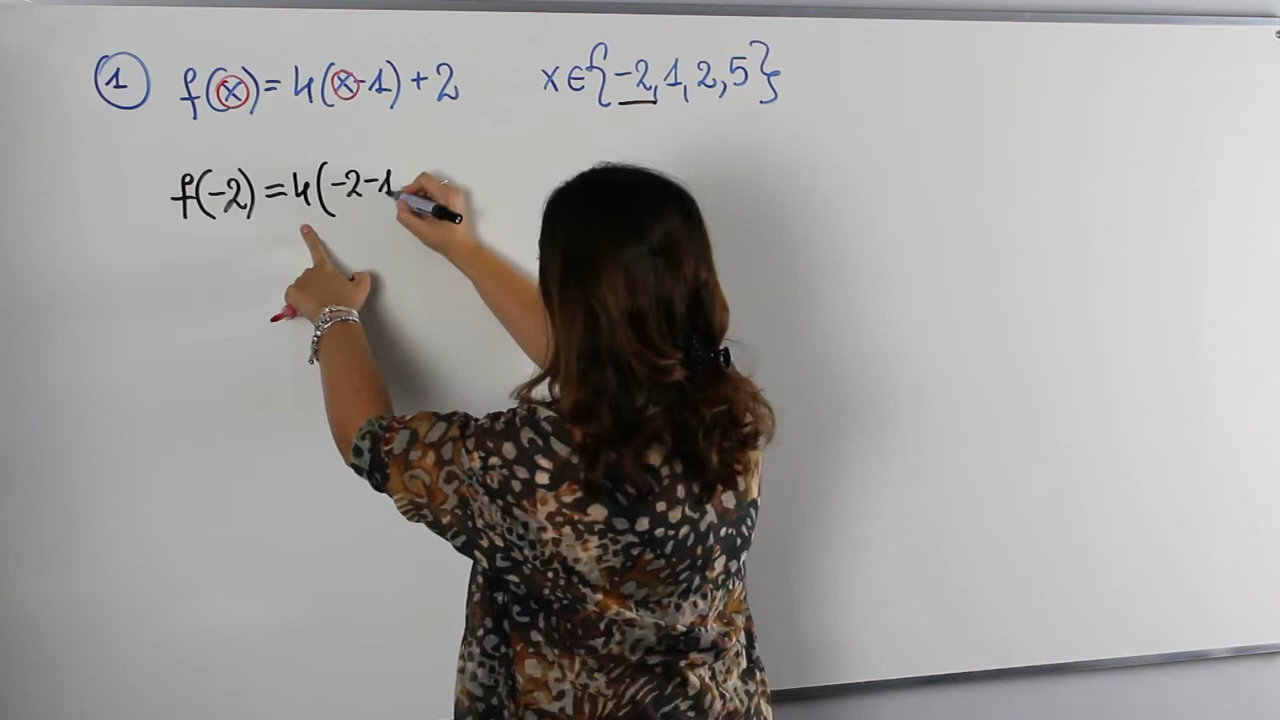 1 f(x)=4(x-1)+2 x∈{-2,1,2,5}
f(-2)=4(-2-1